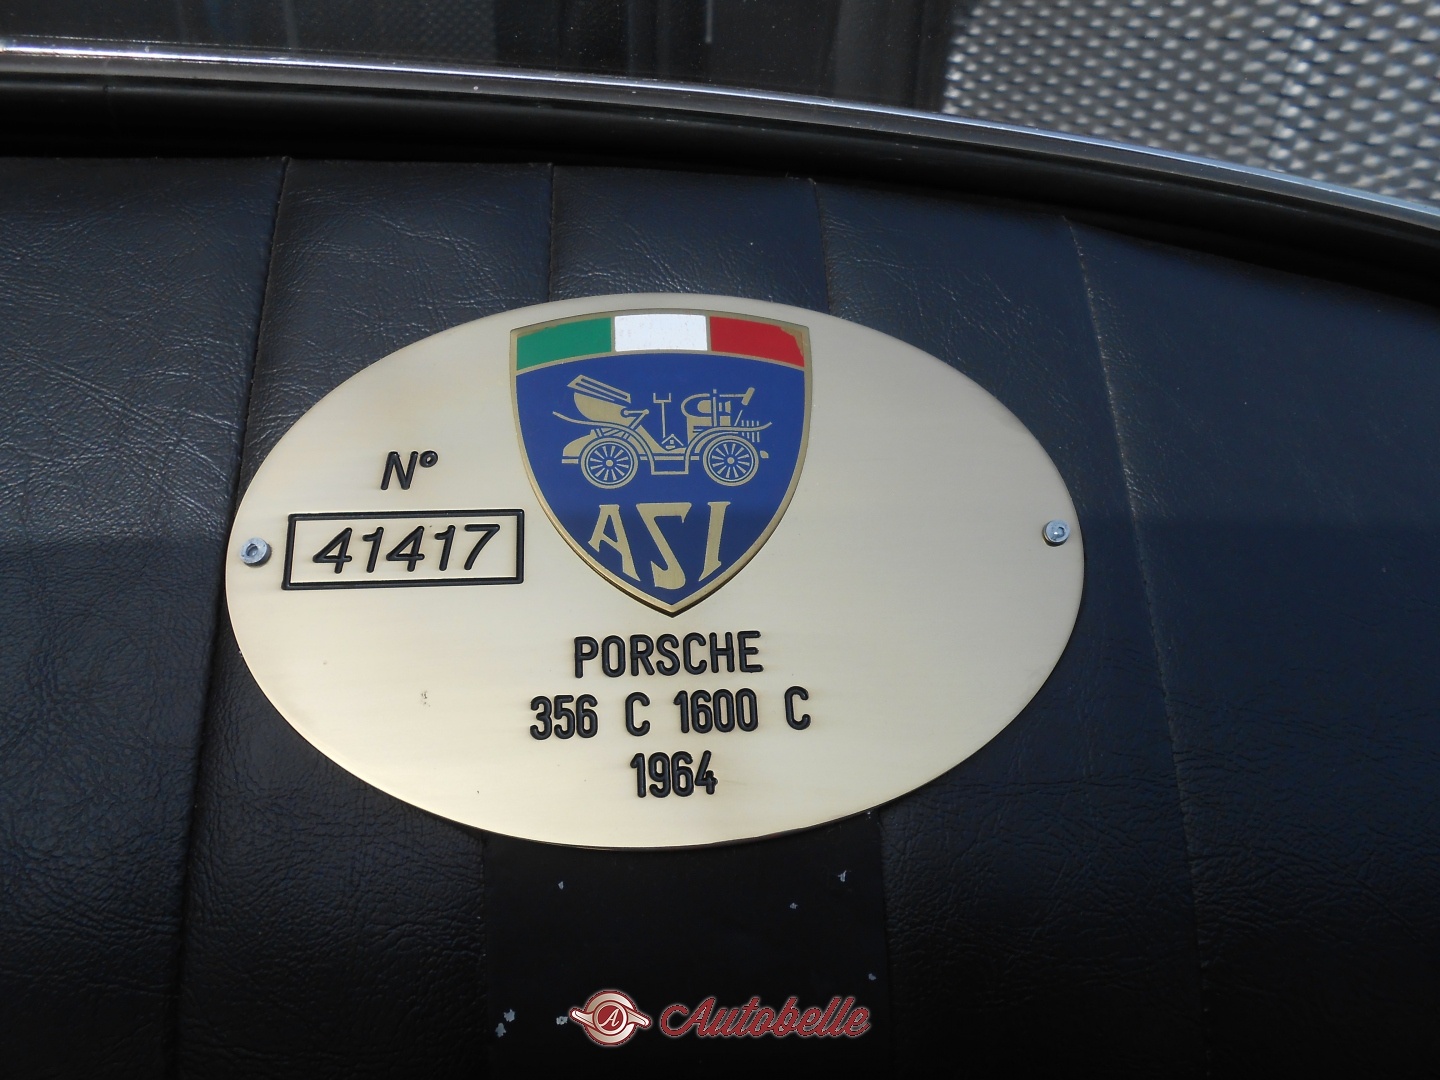 ASI
N°
41417
PORSCHE
356 C 1600 C
1964
A Autobelle